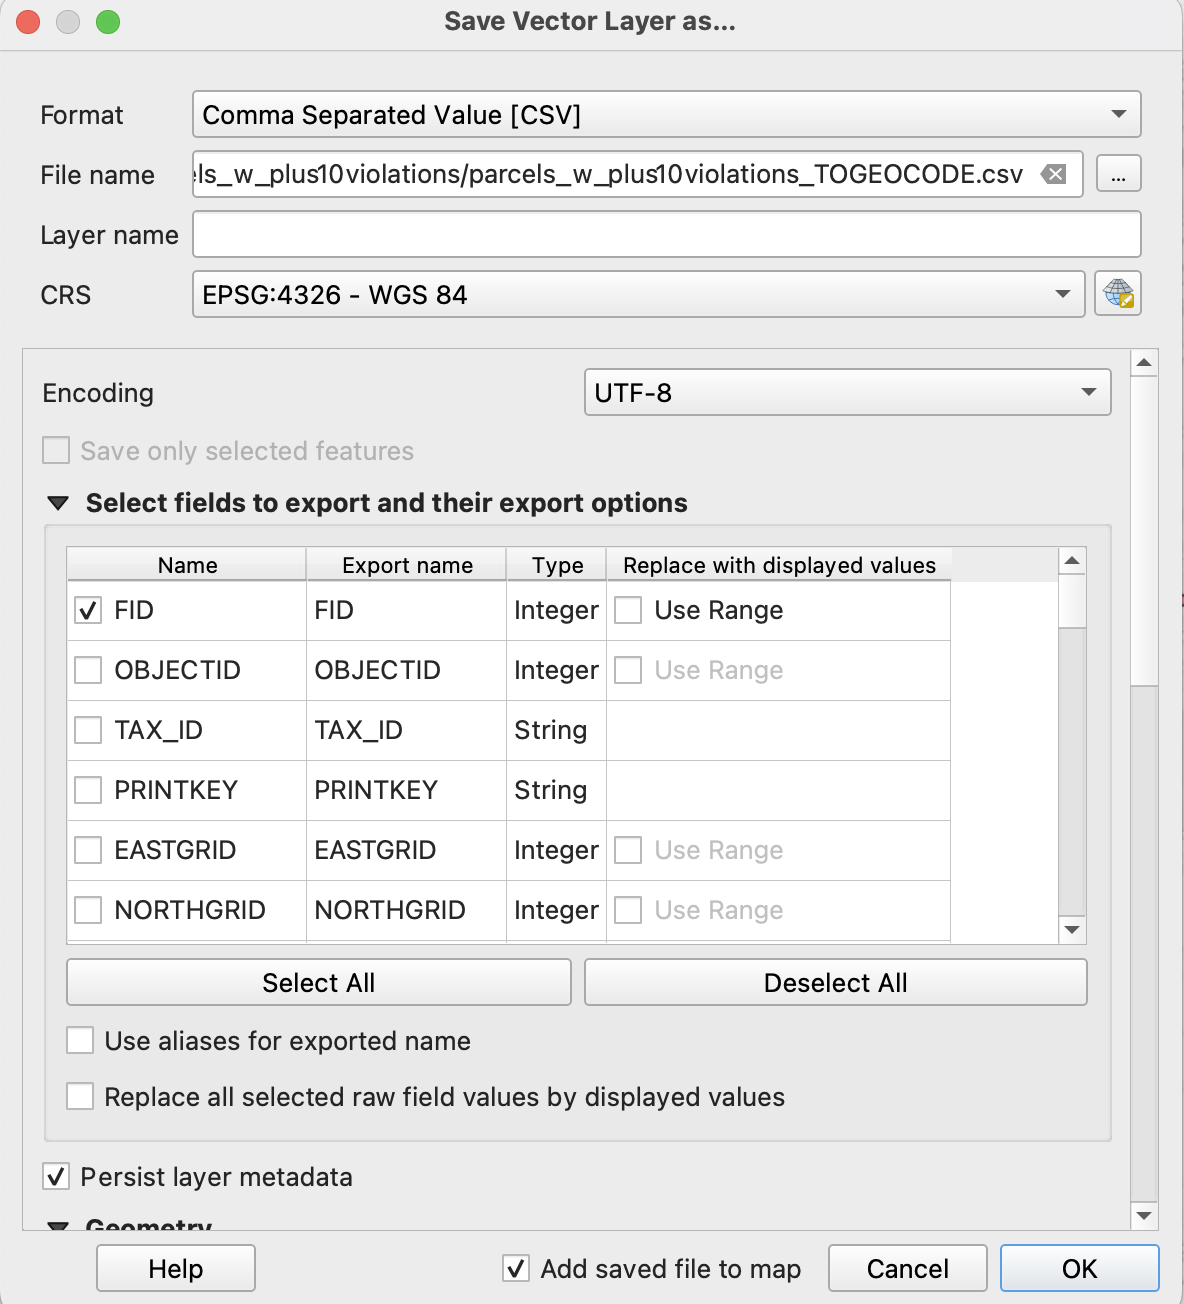 Save Vector Layer as...
Format Comma Separated Value [CSV]
File name ls_w_plus10violations/parcels_w_plus10violations_TOGEOCODE.csv ...
Layer name
CRS EPSG:4326 - WGS 84
Encoding UTF-8
Save only selected features
Select fields to export and their export options
Name Export name Type Replace with displayed values
FID FID Integer Use Range
OBJECTID OBJECTID Integer Use Range
TAX_ID TAX_ID String
PRINTKEY PRINTKEY String
EASTGRID EASTGRID Integer Use Range
NORTHGRID NORTHGRID Integer Use Range
Select All Deselect All
Use aliases for exported name
Replace all selected raw field values by displayed values
Persist layer metadata
Geometry
Help Add saved file to map Cancel OK